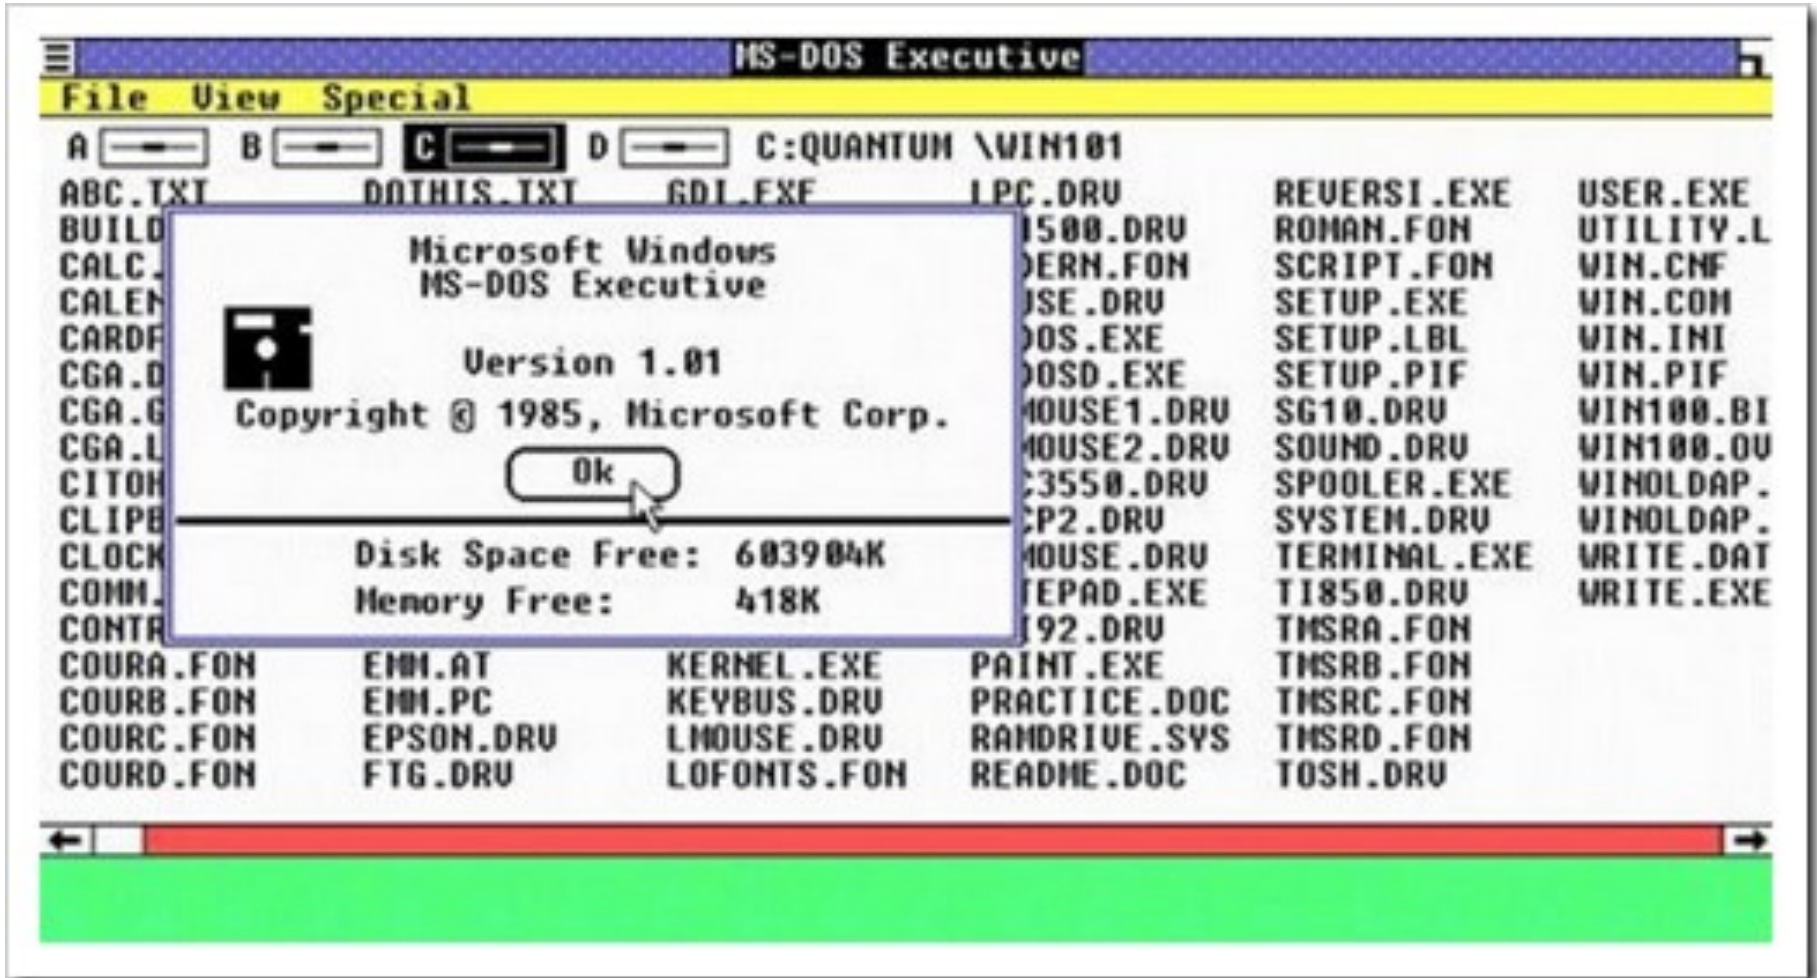 MS-DOS Executive
File View Special
A B C D C:QUANTUM \WIN101
ABC.TXT DOTHIS.TXT GDI.EXE LPC.DRV REVERSI.EXE USER.EXE
BUILD 1500.DRV ROMAN.FON UTILITY.L
CALC. DERN.FON SCRIPT.FON WIN.CNF
CALEN USE.DRV SETUP.EXE WIN.COM
CARDF DOS.EXE SETUP.LBL WIN.INI
CGA.D DOSD.EXE SETUP.PIF WIN.PIF
CGA.G MOUSE1.DRV SG10.DRV WIN100.BI
CGA.L MOUSE2.DRV SOUND.DRV WIN100.OV
CITOH C3550.DRV SPOOLER.EXE WINOLDAP.
CLIPB CP2.DRV SYSTEM.DRV WINOLDAP.
CLOCK MOUSE.DRV TERMINAL.EXE WRITE.DAT
COMM. TEPAD.EXE TI850.DRV WRITE.EXE
CONTR I92.DRV TMSRA.FON
COURA.FON EMM.AT KERNEL.EXE PAINT.EXE TMSRB.FON
COURB.FON EMM.PC KEYBUS.DRV PRACTICE.DOC TMSRC.FON
COURC.FON EPSON.DRV LMOUSE.DRV RAMDRIVE.SYS TMSRD.FON
COURD.FON FTG.DRV LOFONTS.FON README.DOC TOSH.DRV
Microsoft Windows
MS-DOS Executive
Version 1.01
Copyright © 1985, Microsoft Corp.
Ok
Disk Space Free: 603904K
Memory Free: 418K